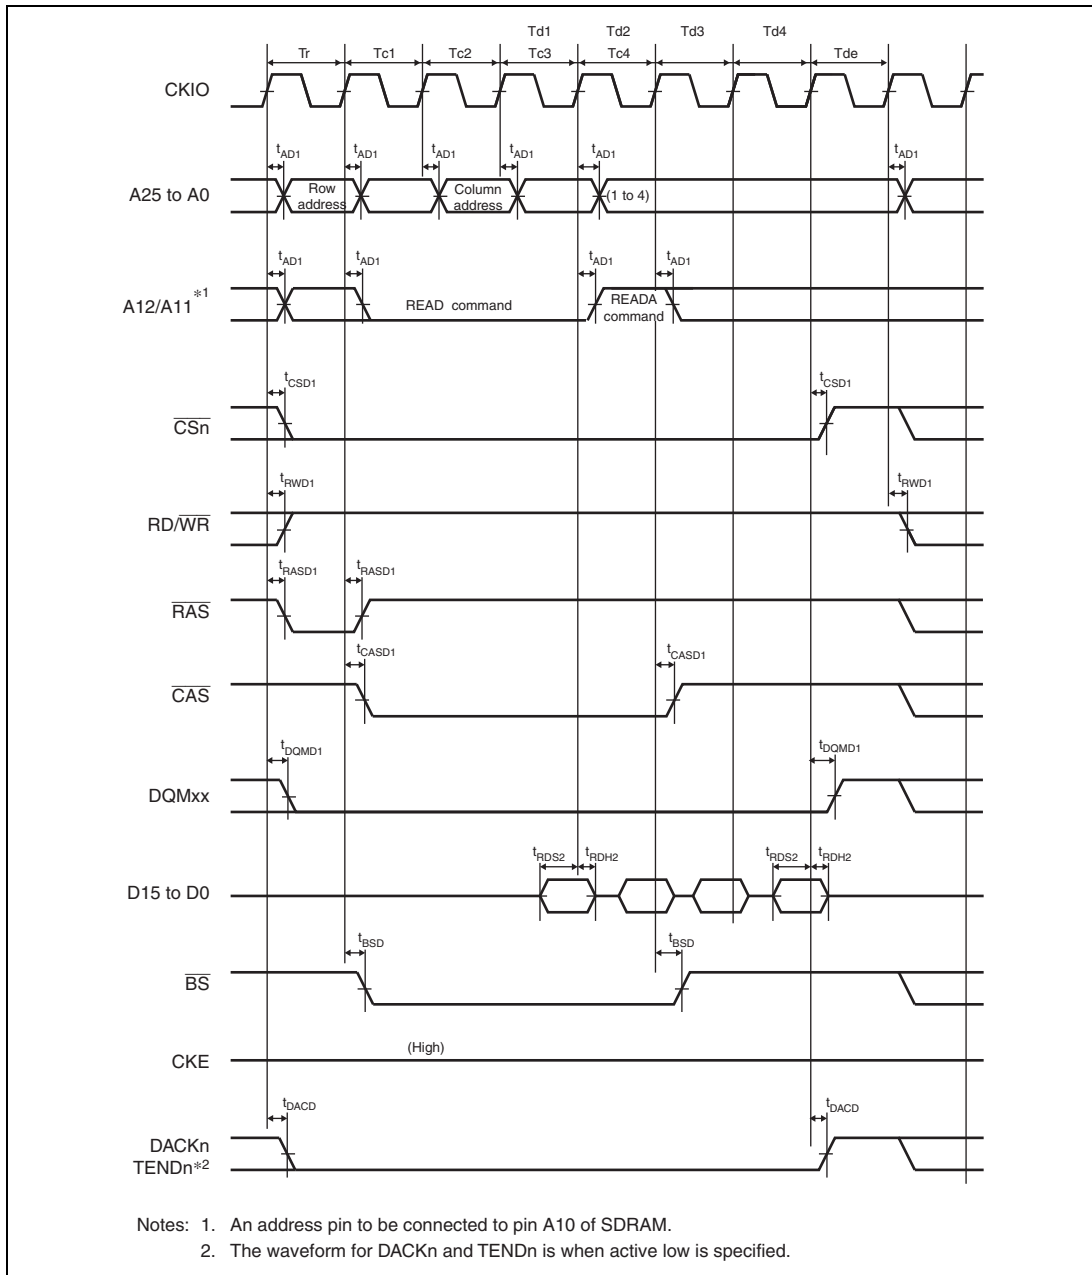 Td1 Td2 Td3 Td4
Tr Tc1 Tc2 Tc3 Tc4 Tde
CKIO
tAD1 tAD1 tAD1 tAD1 tAD1 tAD1
A25 to A0
Row address
Column address
(1 to 4)
tAD1 tAD1 tAD1 tAD1
A12/A11*1
READ command
READA command
tCSD1 tCSD1
CSn
tRWD1 tRWD1
RD/WR
tRASD1 tRASD1
RAS
tCASD1 tCASD1
CAS
tDQMD1 tDQMD1
DQMxx
tRDS2 tRDH2 tRDS2 tRDH2
D15 to D0
tBSD tBSD
BS
(High)
CKE
tDACD tDACD
DACKn
TENDn*2
Notes: 1. An address pin to be connected to pin A10 of SDRAM.
2. The waveform for DACKn and TENDn is when active low is specified.